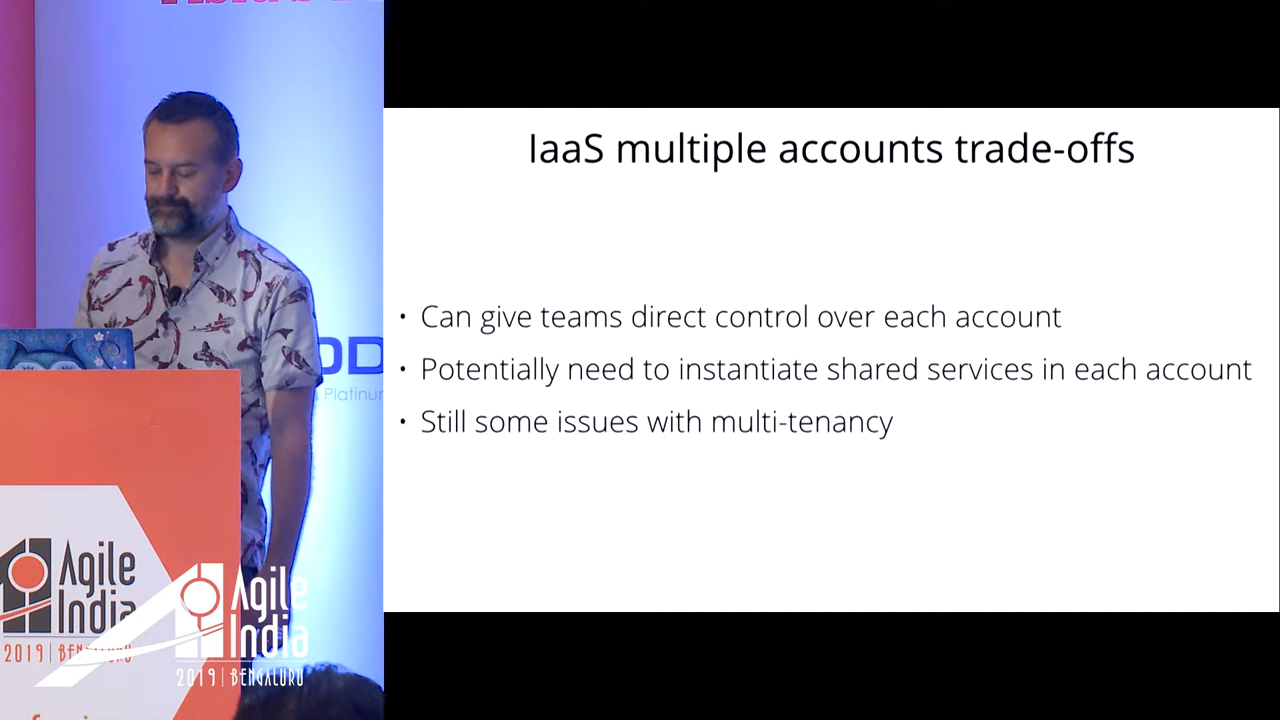 IaaS multiple accounts trade-offs
• Can give teams direct control over each account
• Potentially need to instantiate shared services in each account
• Still some issues with multi-tenancy
Platinum
Agile
India
2019 | BENGALURU
Agile
India
2019 | BENGALURU